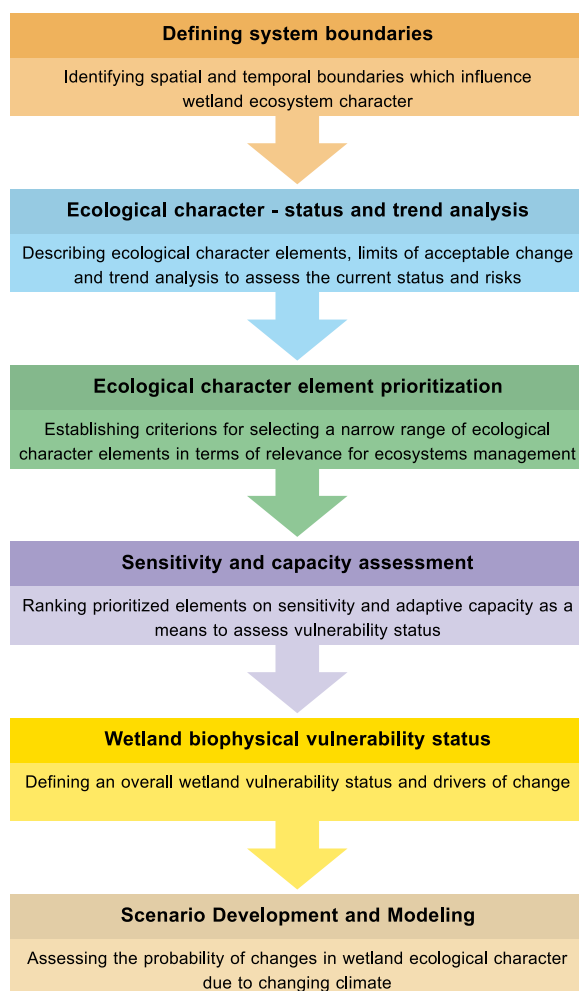 Defining system boundaries
Identifying spatial and temporal boundaries which influence
wetland ecosystem character
Ecological character - status and trend analysis
Describing ecological character elements, limits of acceptable change
and trend analysis to assess the current status and risks
Ecological character element prioritization
Establishing criterions for selecting a narrow range of ecological
character elements in terms of relevance for ecosystems management
Sensitivity and capacity assessment
Ranking prioritized elements on sensitivity and adaptive capacity as a
means to assess vulnerability status
Wetland biophysical vulnerability status
Defining an overall wetland vulnerability status and drivers of change
Scenario Development and Modeling
Assessing the probability of changes in wetland ecological character
due to changing climate